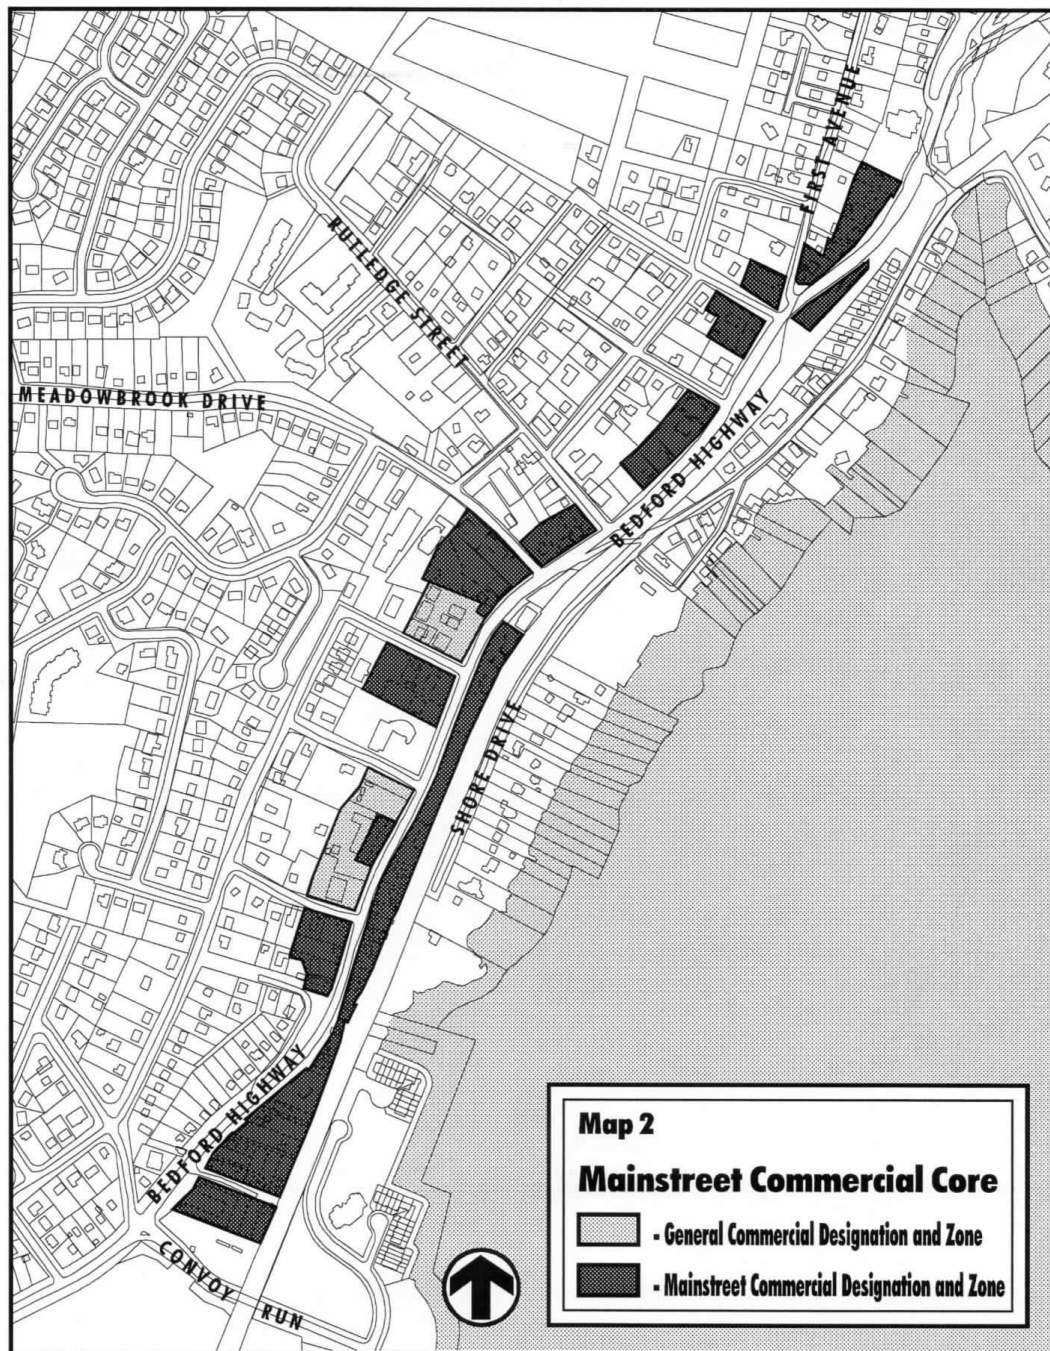 FIRST AVENUE
RUTLEDGE STREET
MEADOWBROOK DRIVE
BEDFORD HIGHWAY
SHORE DRIVE
BEDFORD HIGHWAY
CONVOY RUN
Map 2
Mainstreet Commercial Core
- General Commercial Designation and Zone
- Mainstreet Commercial Designation and Zone